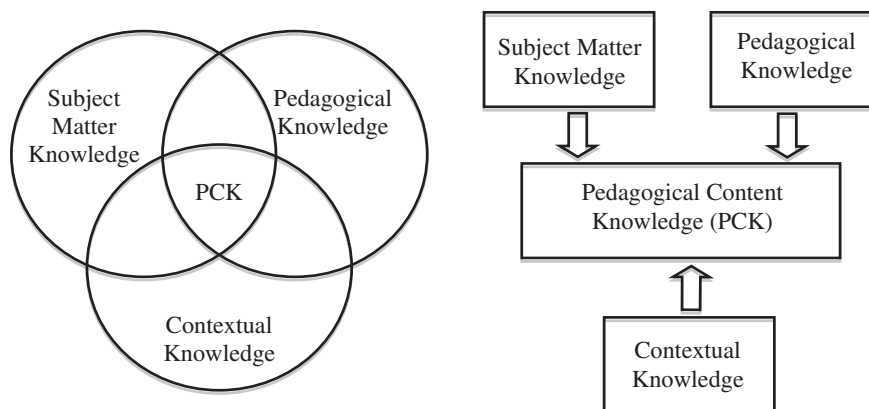 Subject
Matter
Knowledge
Pedagogical
Knowledge
PCK
Contextual
Knowledge
Subject Matter
Knowledge
Pedagogical
Knowledge
Pedagogical Content
Knowledge (PCK)
Contextual
Knowledge